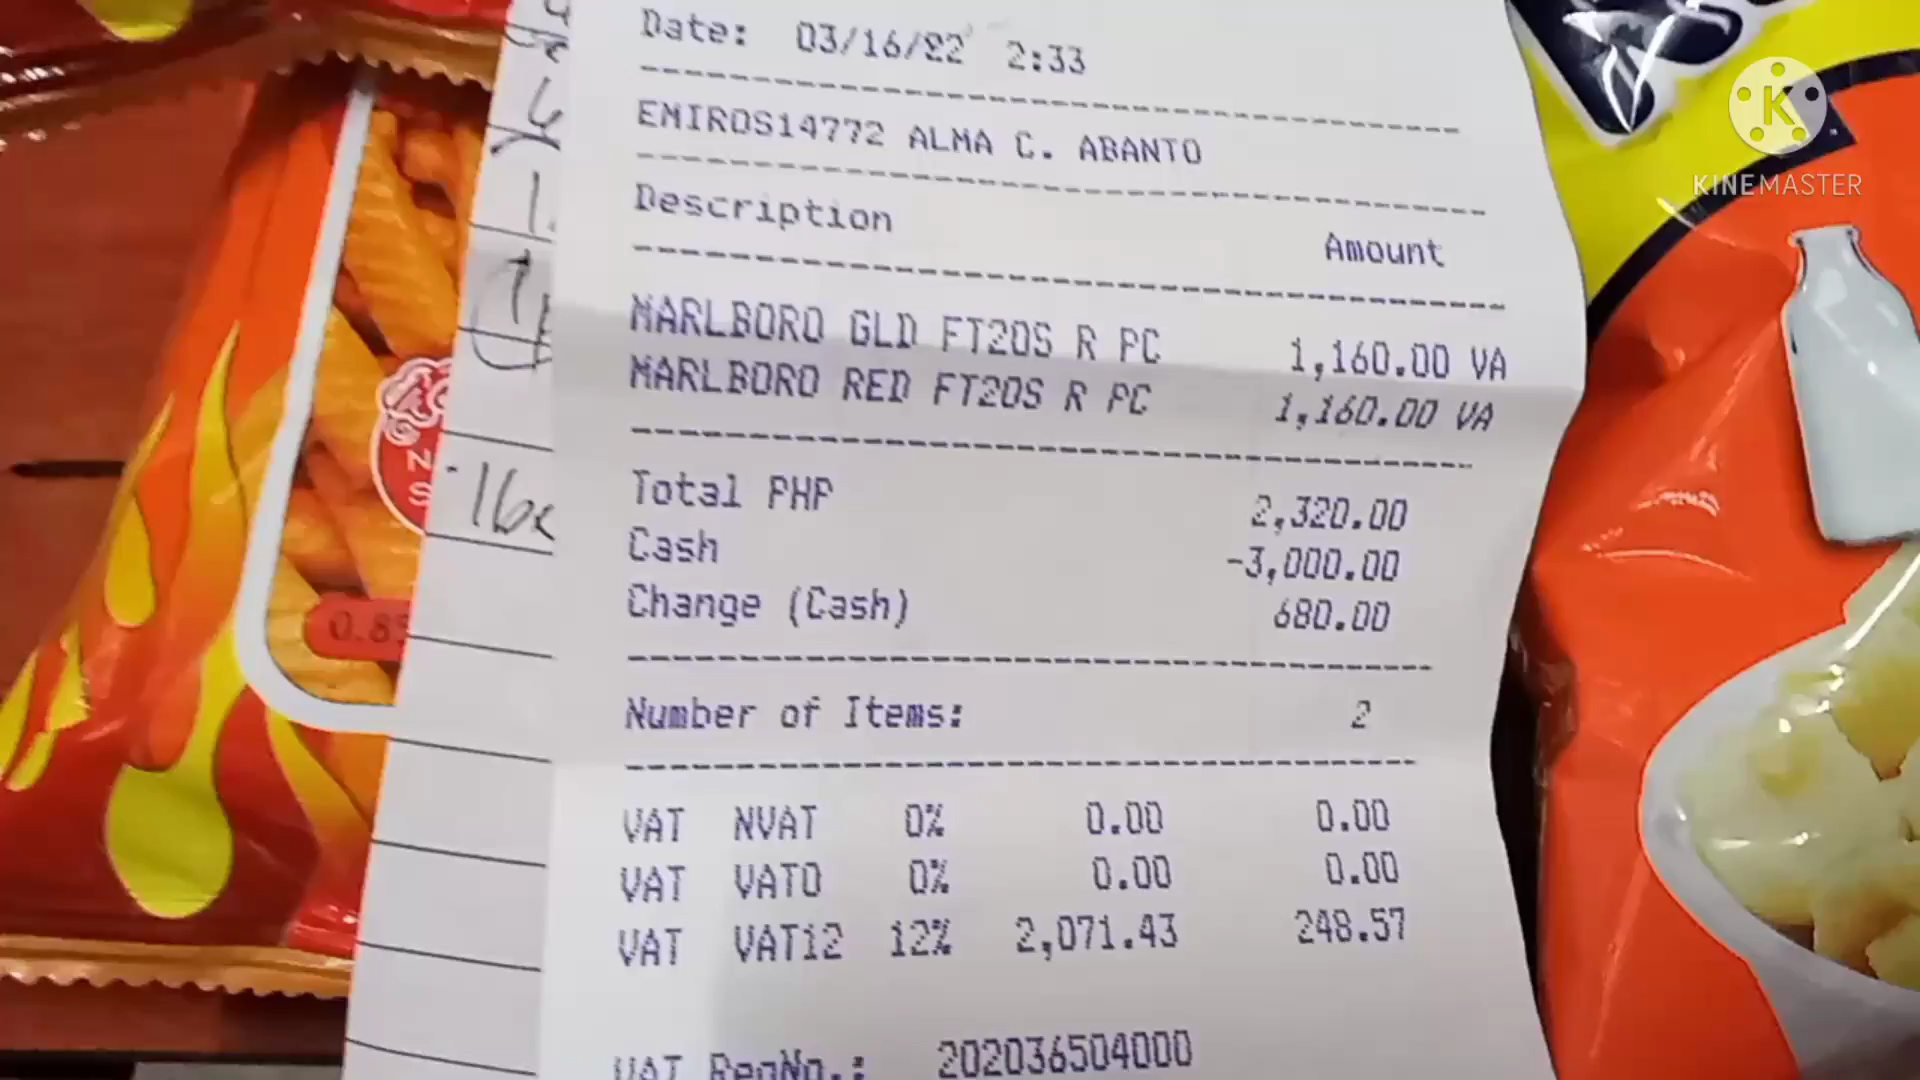 Date: 03/16/22 2:33
EMIROS14772 ALMA C. ABANTO
Description Amount
MARLBORO GLD FT20S R PC 1,160.00 VA
MARLBORO RED FT20S R PC 1,160.00 VA
Total PHP 2,320.00
Cash -3,000.00
Change (Cash) 680.00
Number of Items: 2
VAT NVAT 0% 0.00 0.00
VAT VAT0 0% 0.00 0.00
VAT VAT12 12% 2,071.43 248.57
VAT RegNo.: 202036504000
K
KINEMASTER